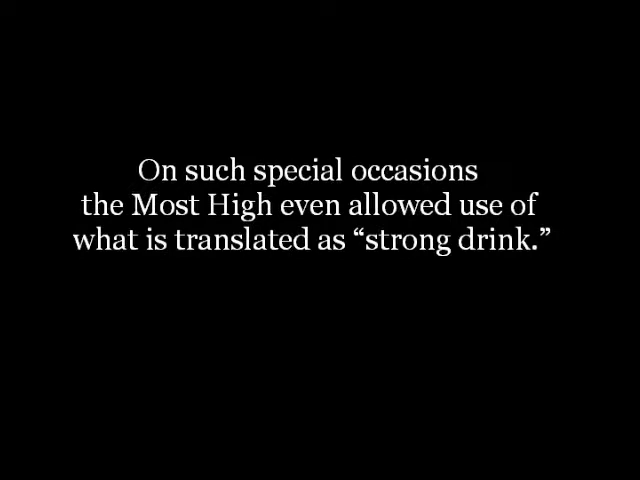 On such special occasions
the Most High even allowed use of
what is translated as “strong drink.”